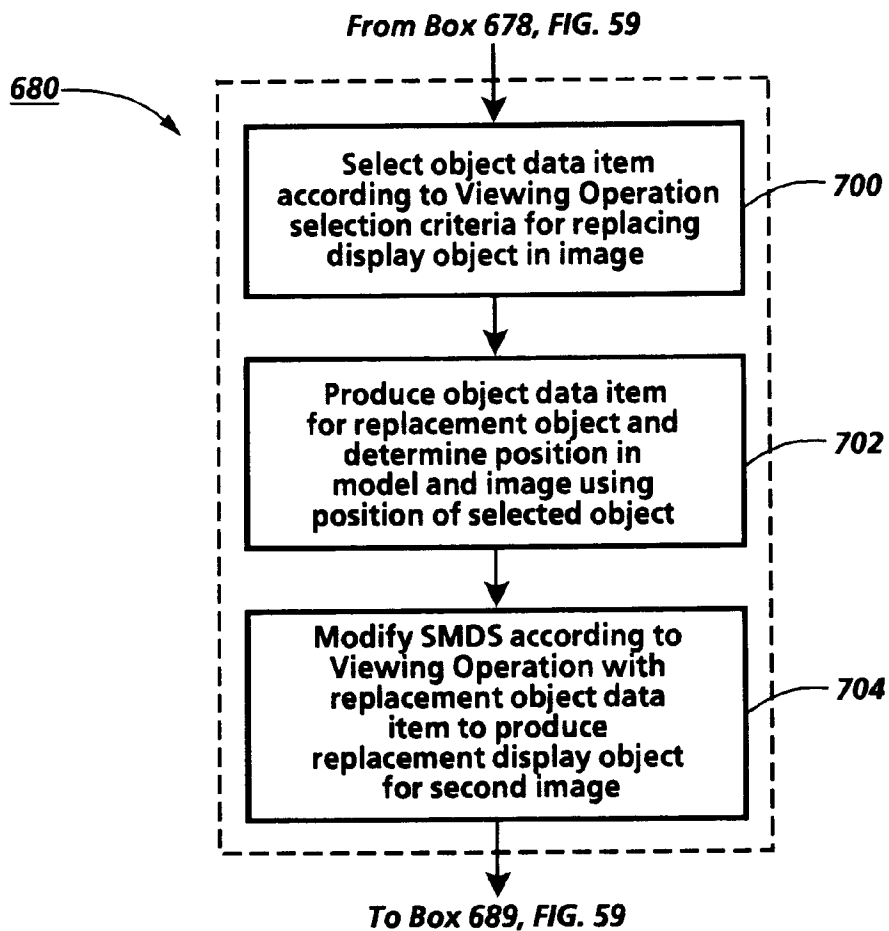 From Box 678, FIG. 59
680
Select object data item
according to Viewing Operation
selection criteria for replacing
display object in image
700
Produce object data item
for replacement object and
determine position in
model and image using
position of selected object
702
Modify SMDS according to
Viewing Operation with
replacement object data
item to produce
replacement display object
for second image
704
To Box 689, FIG. 59